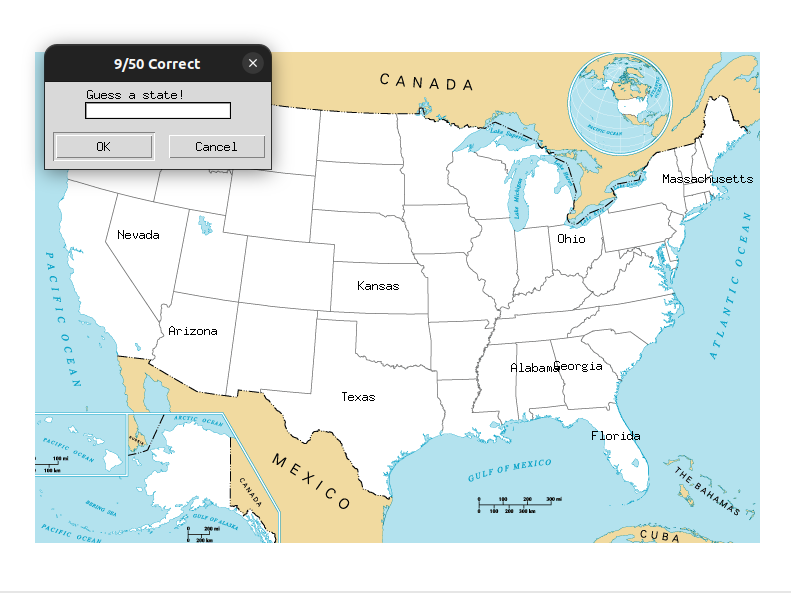 9/50 Correct
Guess a state!
OK
Cancel
CANADA
Lake Superior
Lake Michigan
PACIFIC OCEAN
Massachusetts
Nevada
Ohio
Kansas
Arizona
Alabama
Georgia
Texas
Florida
PACIFIC OCEAN
ATLANTIC OCEAN
GULF OF MEXICO
MEXICO
THE BAHAMAS
CUBA
0 100 200 300 mi
0 100 200 300 km
PACIFIC OCEAN
100 mi
100 km
ARCTIC OCEAN
RUSSIA
CANADA
BERING SEA
GULF OF ALASKA
PACIFIC OCEAN
0 200 mi
0 200 km